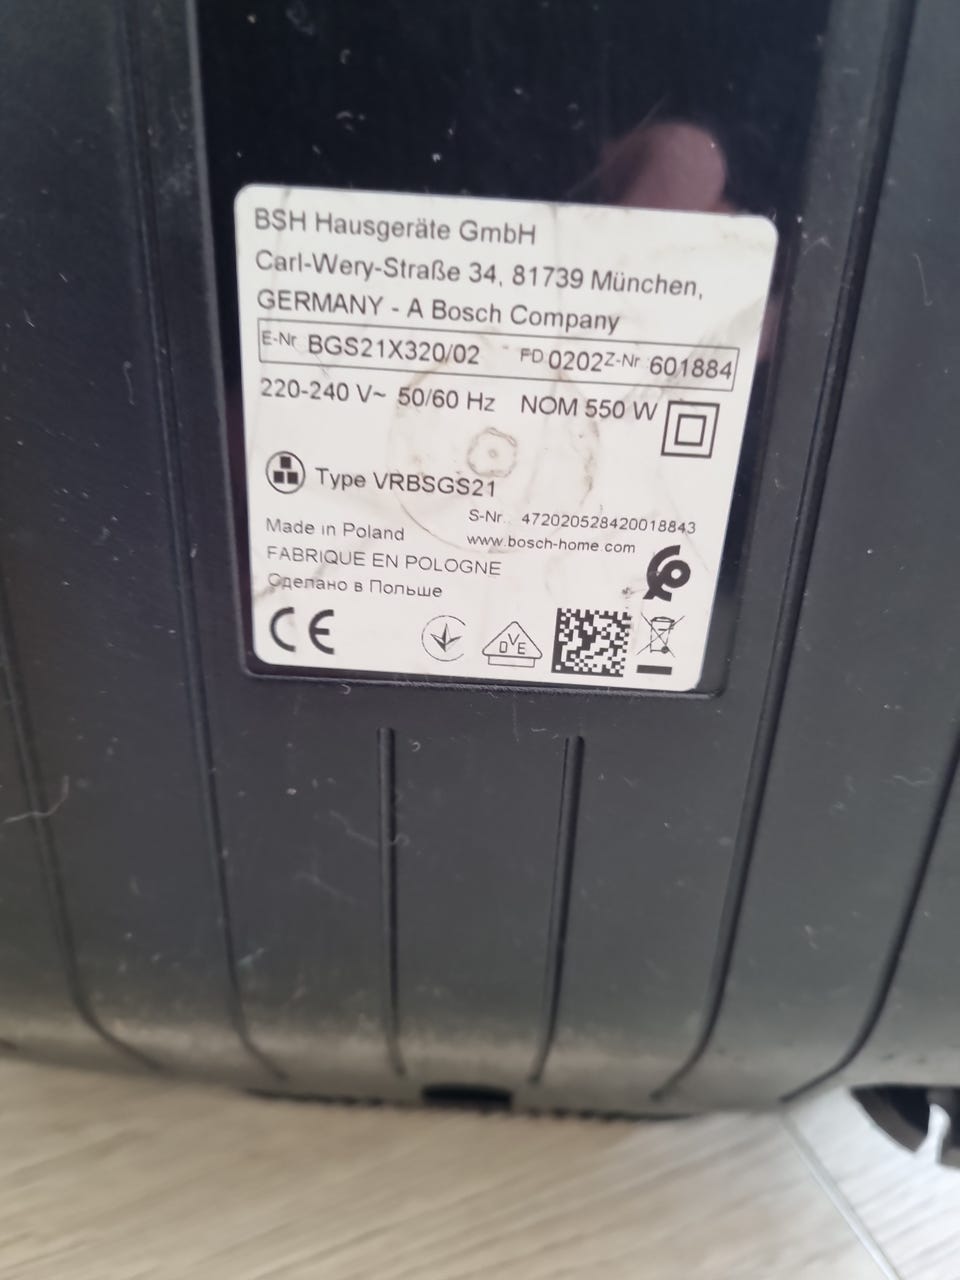 BSH Hausgeräte GmbH
Carl-Wery-Straße 34, 81739 München,
GERMANY - A Bosch Company
E-Nr BGS21X320/02 FD 0202 Z-Nr 601884
220-240 V~ 50/60 Hz NOM 550 W
Type VRBSGS21
S-Nr. 472020528420018843
Made in Poland
www.bosch-home.com
FABRIQUE EN POLOGNE
Сделано в Польше
CE
DVE